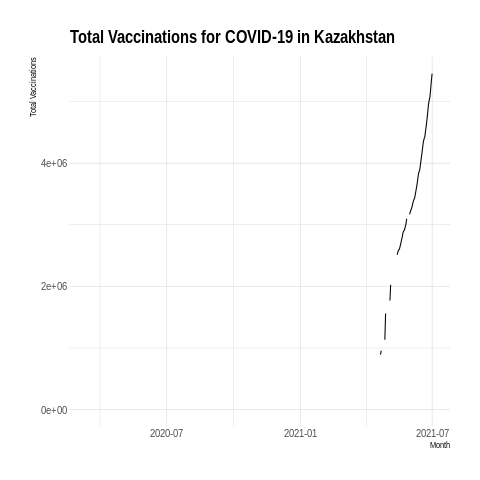 Total Vaccinations for COVID-19 in Kazakhstan
Total Vaccinations
4e+06
2e+06
0e+00
2020-07 2021-01 2021-07
Month